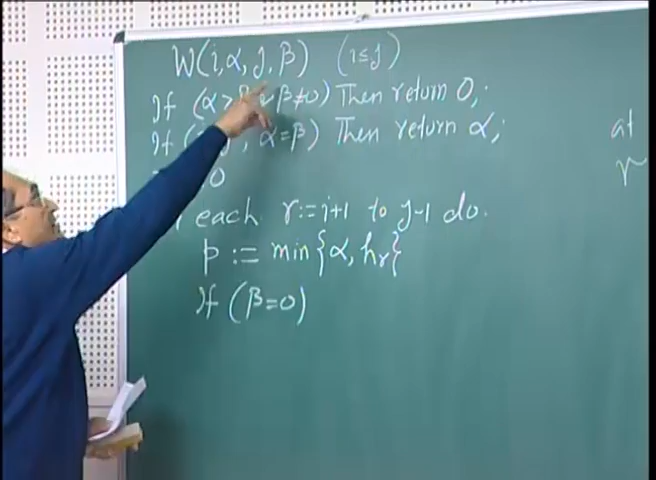 W(i,α,j,β) (i≤j)
If (α> β≠0) Then return 0;
If ( , α=β) Then return α;
0
each r:=i+1 to j-1 do.
p := min{α, hr}
If (β=0)
at
r